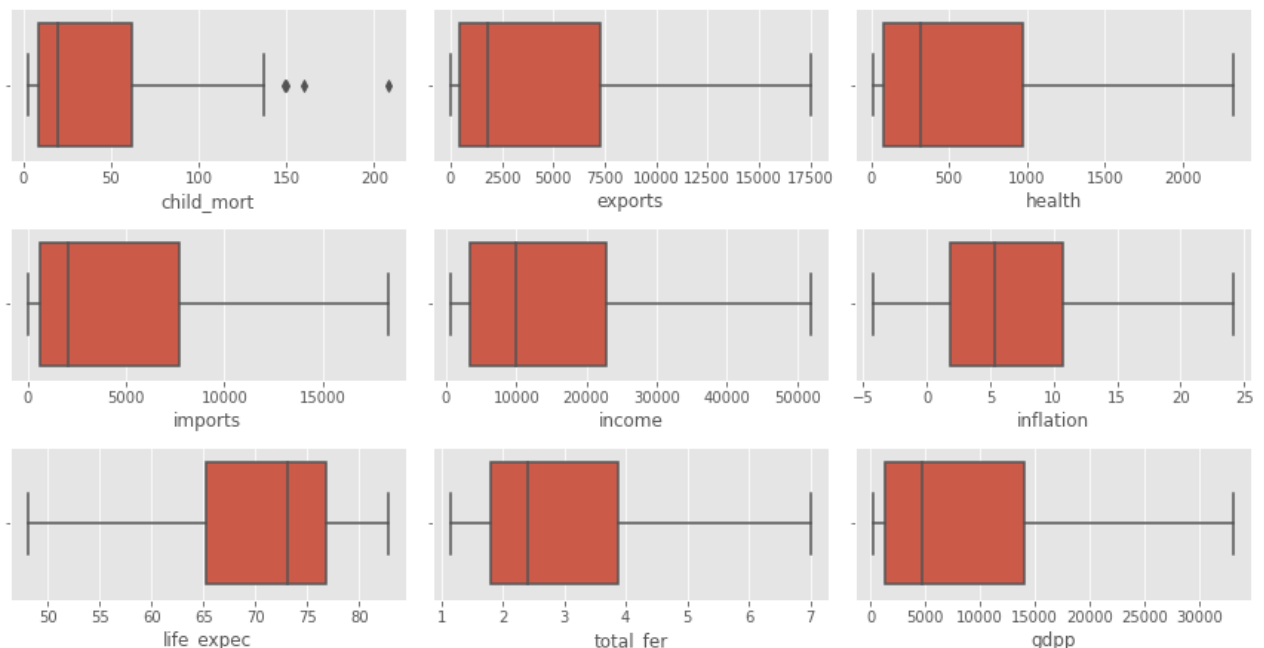 0 50 100 150 200
child_mort
0 2500 5000 7500 10000 12500 15000 17500
exports
0 500 1000 1500 2000
health
0 5000 10000 15000
imports
0 10000 20000 30000 40000 50000
income
−5 0 5 10 15 20 25
inflation
50 55 60 65 70 75 80
life_expec
1 2 3 4 5 6 7
total_fer
0 5000 10000 15000 20000 25000 30000
gdpp